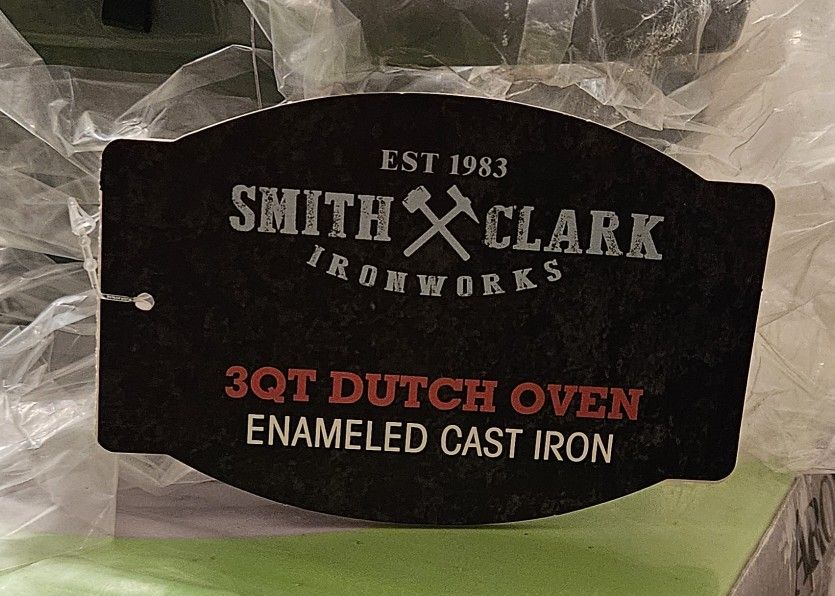 EST 1983
SMITH CLARK
IRONWORKS
3QT DUTCH OVEN
ENAMELED CAST IRON